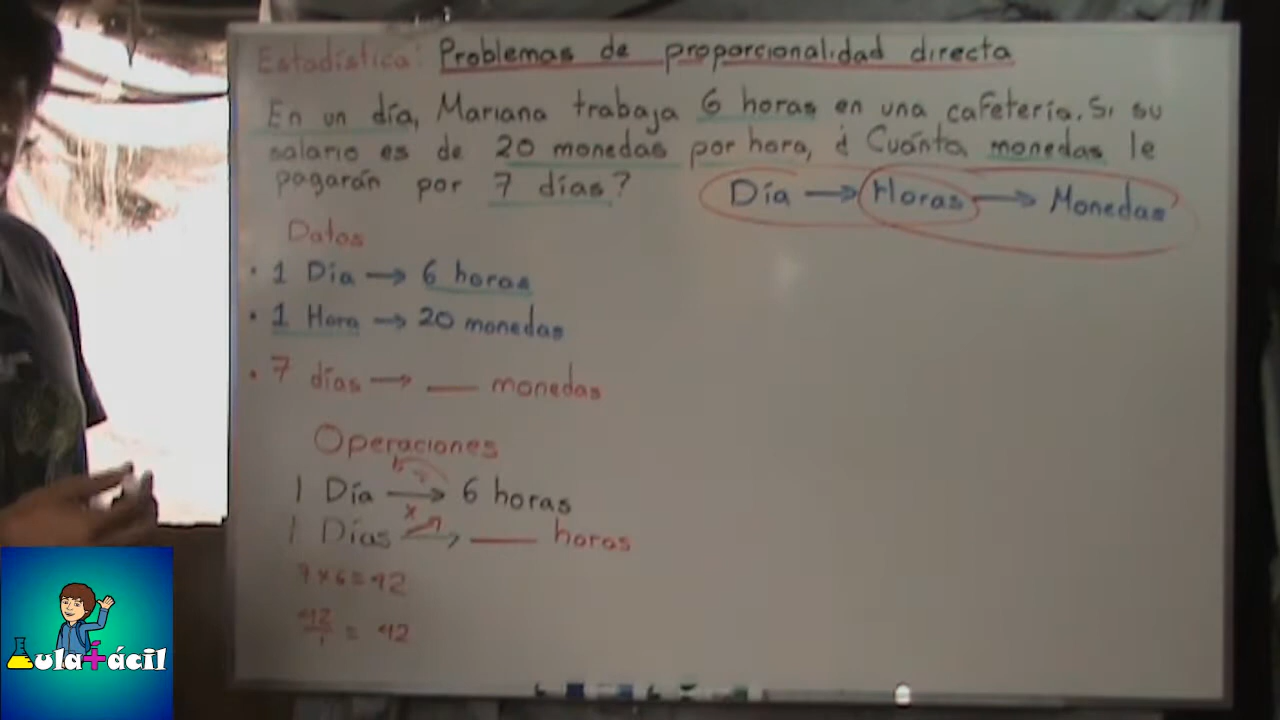 Estadística: Problemas de proporcionalidad directa
En un día, Mariana trabaja 6 horas en una cafetería. Si su
salario es de 20 monedas por hora, ¿ Cuánta monedas le
pagarán por 7 días?
Día → Horas → Monedas
Datos
• 1 Día → 6 horas
• 1 Hora → 20 monedas
• 7 días → ___ monedas
Operaciones
1 Día → 6 horas
x
Días → ___ horas
7 x 6 = 42
42/1 = 42
Aula+ácil